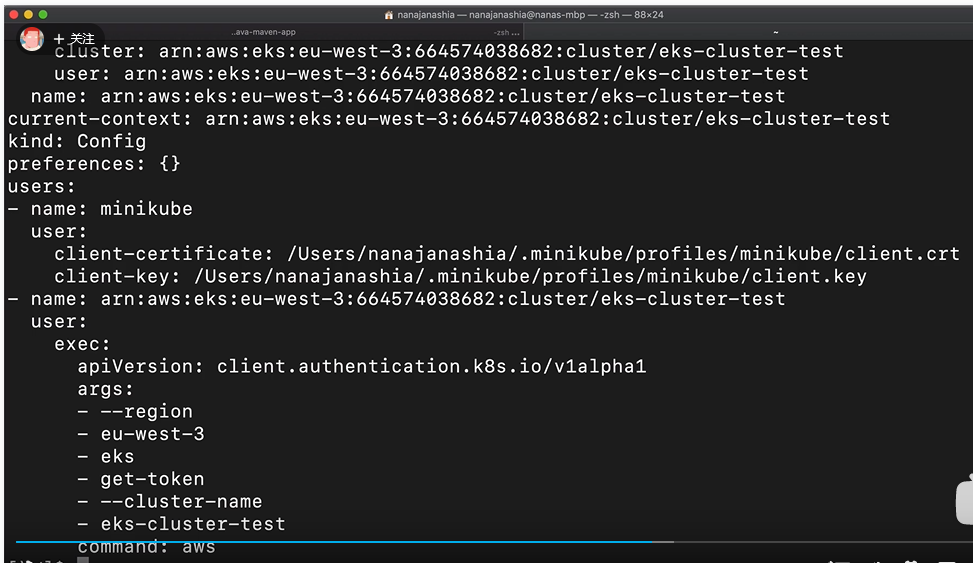 nanajanashia — nanajanashia@nanas-mbp — -zsh — 88×24
..ava-maven-app
-zsh ...
~
+ 关注
cluster: arn:aws:eks:eu-west-3:664574038682:cluster/eks-cluster-test
user: arn:aws:eks:eu-west-3:664574038682:cluster/eks-cluster-test
name: arn:aws:eks:eu-west-3:664574038682:cluster/eks-cluster-test
current-context: arn:aws:eks:eu-west-3:664574038682:cluster/eks-cluster-test
kind: Config
preferences: {}
users:
- name: minikube
user:
client-certificate: /Users/nanajanashia/.minikube/profiles/minikube/client.crt
client-key: /Users/nanajanashia/.minikube/profiles/minikube/client.key
- name: arn:aws:eks:eu-west-3:664574038682:cluster/eks-cluster-test
user:
exec:
apiVersion: client.authentication.k8s.io/v1alpha1
args:
- --region
- eu-west-3
- eks
- get-token
- --cluster-name
- eks-cluster-test
command: aws